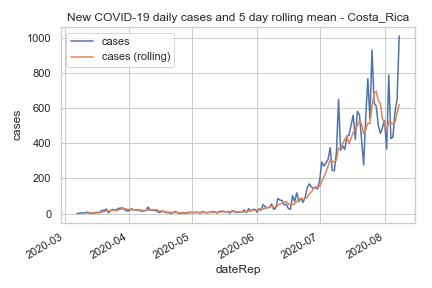 New COVID-19 daily cases and 5 day rolling mean - Costa_Rica
cases
cases (rolling)
1000
800
600
400
200
0
cases
2020-03
2020-04
2020-05
2020-06
2020-07
2020-08
dateRep